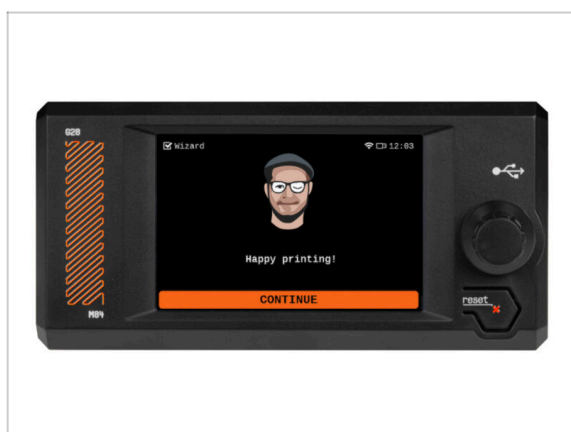 G28
Wizard
12:03
Happy printing!
CONTINUE
reset
M84